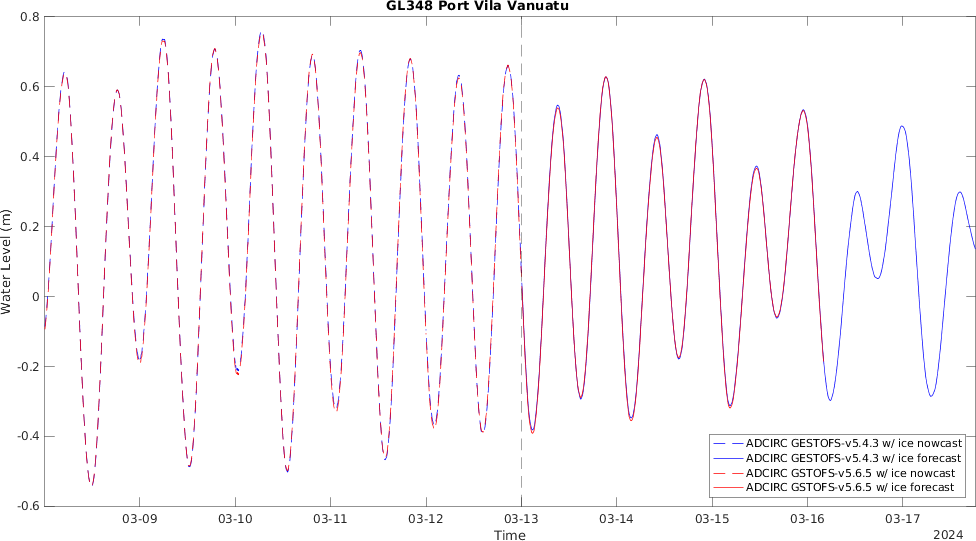 GL348 Port Vila Vanuatu
0.8
0.6
0.4
0.2
0
-0.2
-0.4
-0.6
Water Level (m)
ADCIRC GESTOFS-v5.4.3 w/ ice nowcast
ADCIRC GESTOFS-v5.4.3 w/ ice forecast
ADCIRC GSTOFS-v5.6.5 w/ ice nowcast
ADCIRC GSTOFS-v5.6.5 w/ ice forecast
03-09 03-10 03-11 03-12 03-13 03-14 03-15 03-16 03-17
Time
2024